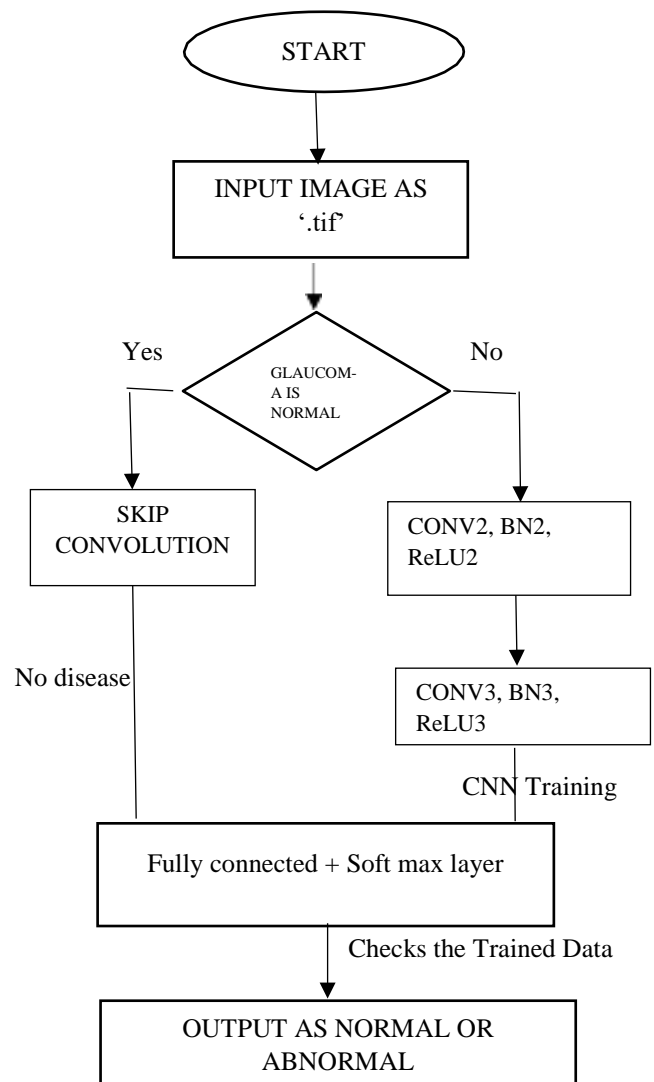 START
INPUT IMAGE AS
‘.tif’
Yes
No
GLAUCOM-
A IS
NORMAL
SKIP
CONVOLUTION
CONV2, BN2,
ReLU2
No disease
CONV3, BN3,
ReLU3
CNN Training
Fully connected + Soft max layer
Checks the Trained Data
OUTPUT AS NORMAL OR
ABNORMAL